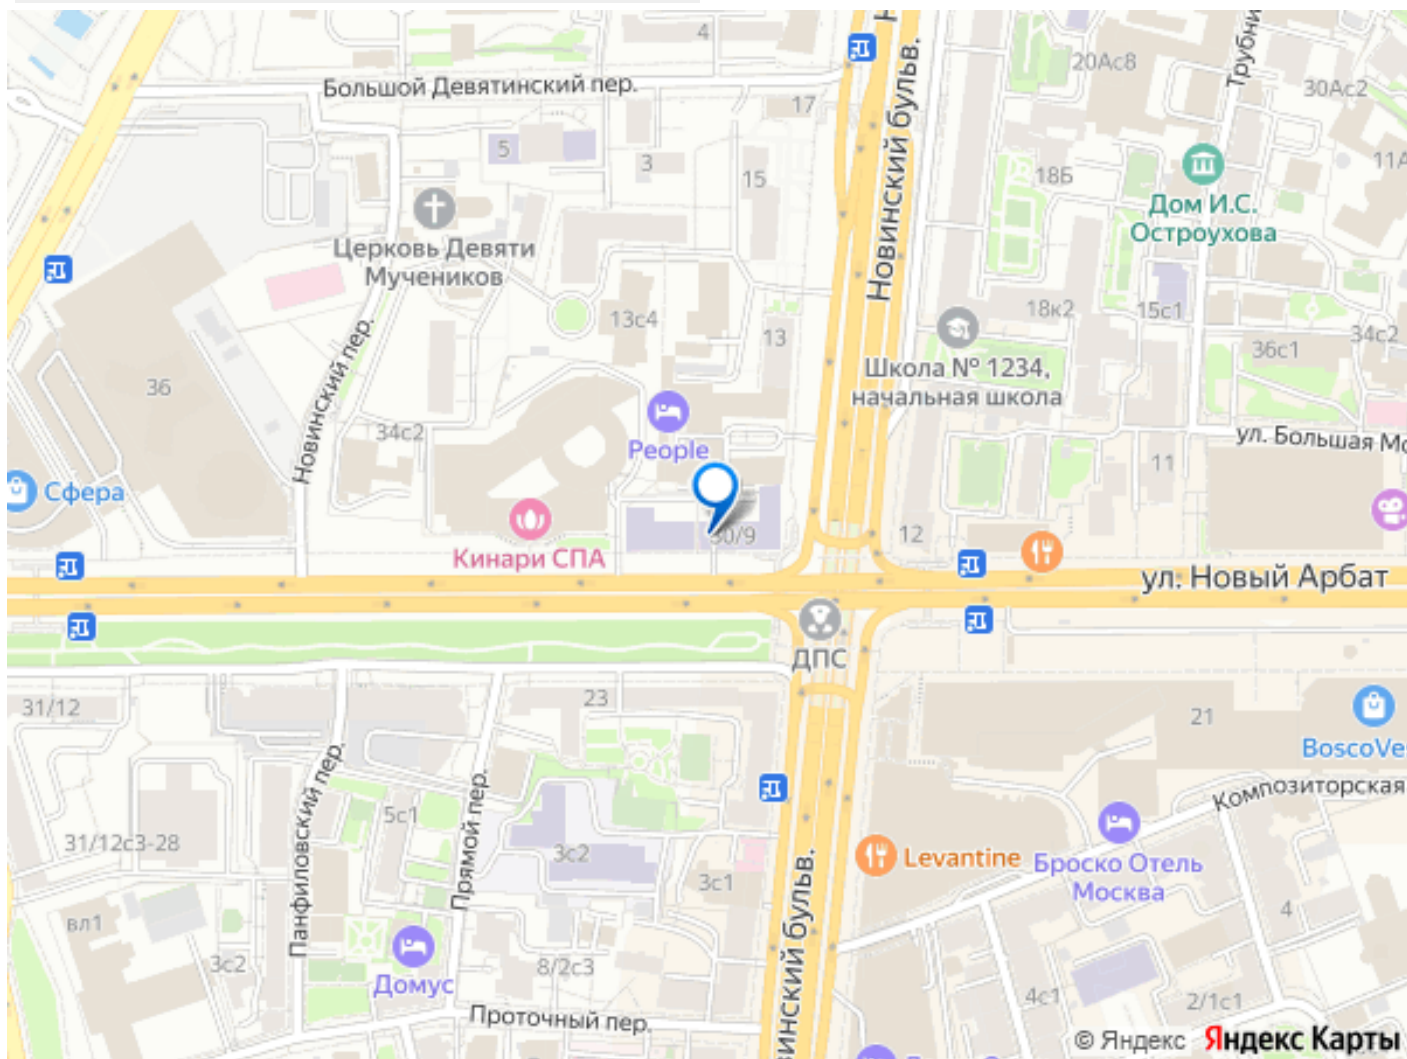 4
Большой Девятинский пер.
17
5
3
15
20Ас8
30Ас2
11А
18Б
Дом И.С.
Остроухова
Церковь Девяти
Мучеников
Новинский бульв.
13с4
13
18к2
15с1
34с2
36с1
Школа № 1234,
начальная школа
36
Новинский пер.
34с2
People
ул. Большая Мо
11
Сфера
12
30/9
Кинари СПА
ул. Новый Арбат
ДПС
31/12
23
21
BoscoVe
Композиторская
Панфиловский пер.
Прямой пер.
5с1
31/12с3-28
3с2
3с1
Levantine
Броско Отель
Москва
вл1
3с2
Домус
8/2с3
4
4с1
2/1с1
Проточный пер.
винский бульв.
© Яндекс Яндекс Карты